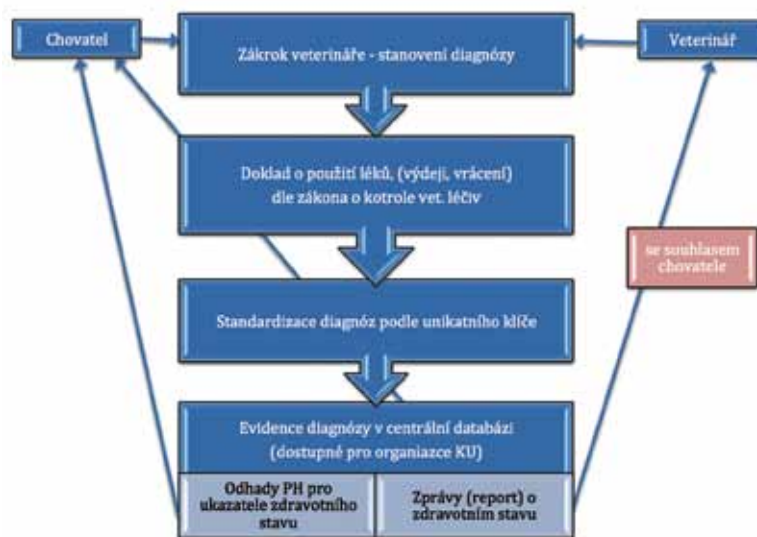 Chovatel
Zákrok veterináře - stanovení diagnózy
Veterinář
Doklad o použití léků, (výdeji, vrácení)
dle zákona o kotrole vet. léčiv
se souhlasem
chovatele
Standardizace diagnóz podle unikatního klíče
Evidence diagnózy v centrální databázi
(dostupné pro organiazce KU)
Odhady PH pro
ukazatele zdravotního
stavu
Zprávy (report) o
zdravotním stavu